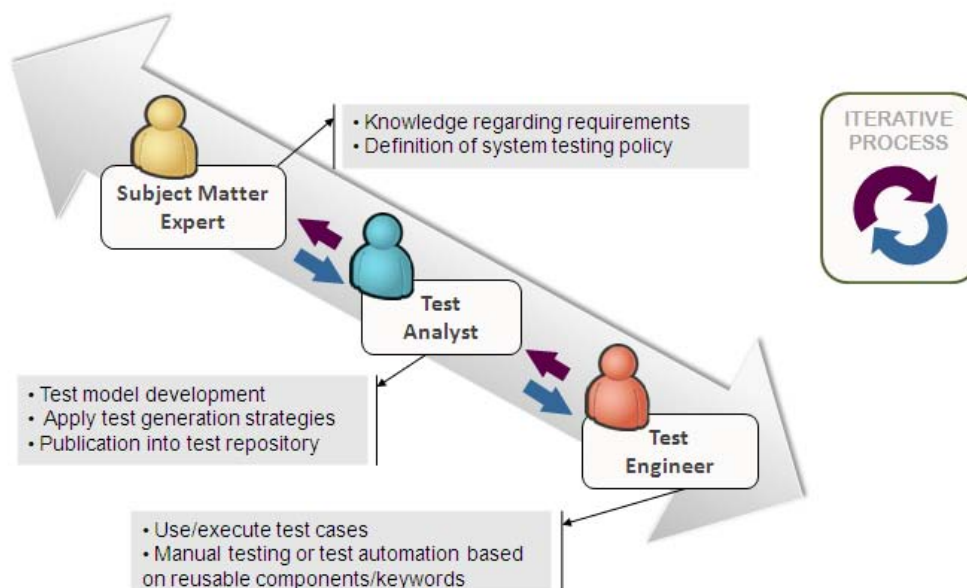 • Knowledge regarding requirements
• Definition of system testing policy
ITERATIVE
PROCESS
Subject Matter
Expert
Test
Analyst
• Test model development
• Apply test generation strategies
• Publication into test repository
Test
Engineer
• Use/execute test cases
• Manual testing or test automation based
on reusable components/keywords